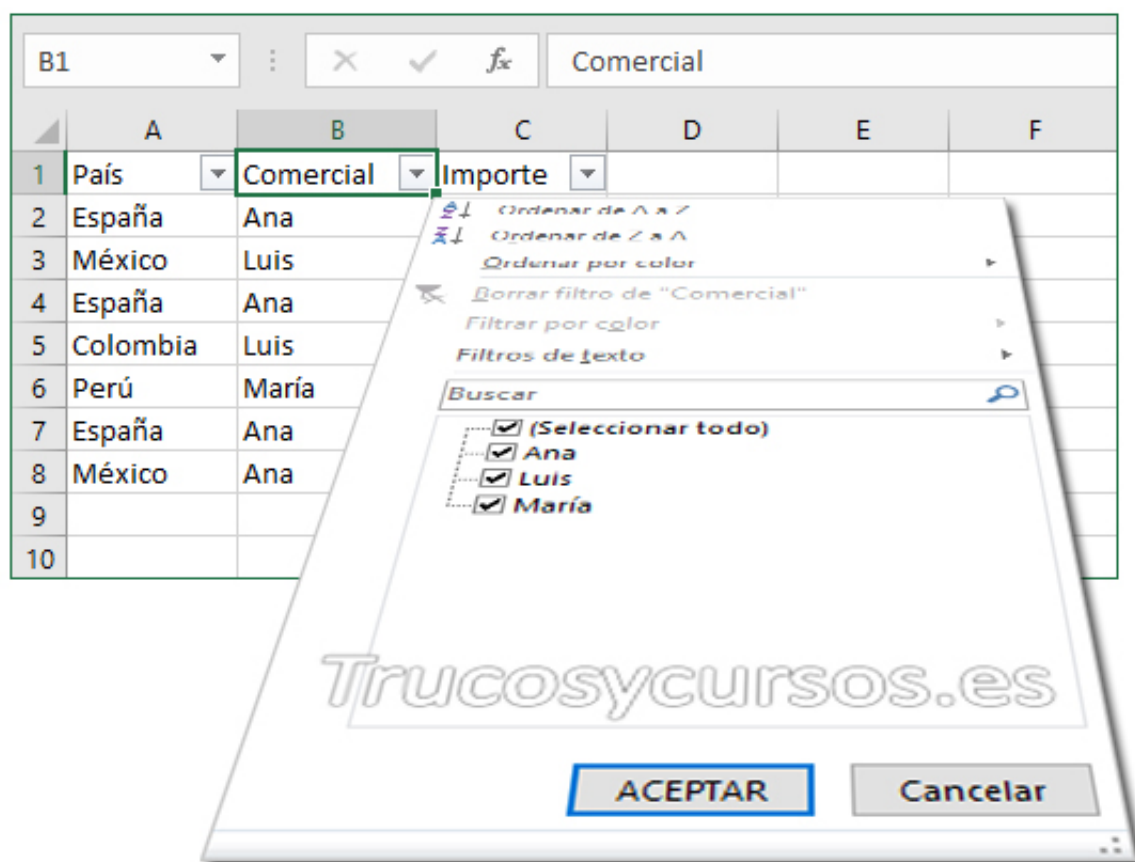 B1 fx Comercial
A B C D E F
1 País Comercial Importe
2 España Ana
3 México Luis
4 España Ana
5 Colombia Luis
6 Perú María
7 España Ana
8 México Ana
9
10
Ordenar de A a Z
Ordenar de Z a A
Ordenar por color
Borrar filtro de "Comercial"
Filtrar por color
Filtros de texto
Buscar
(Seleccionar todo)
Ana
Luis
María
Trucosycursos.es
ACEPTAR Cancelar